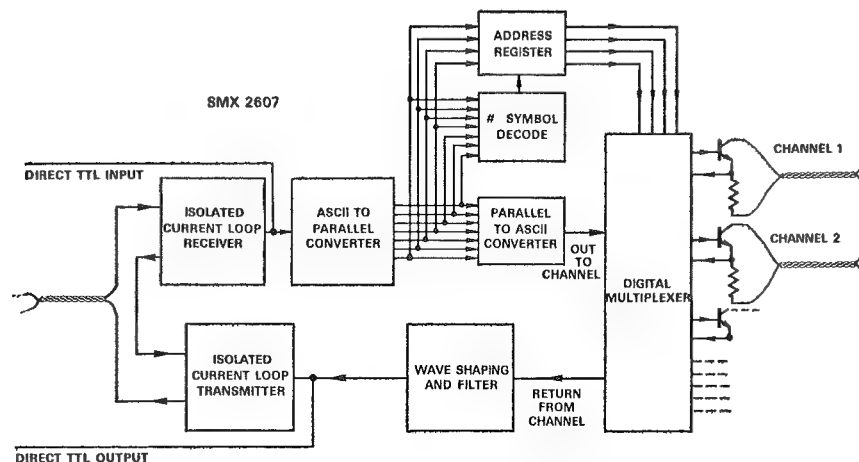 ADDRESS
REGISTER
SMX 2607
# SYMBOL
DECODE
CHANNEL 1
DIRECT TTL INPUT
ISOLATED
CURRENT LOOP
RECEIVER
ASCII TO
PARALLEL
CONVERTER
PARALLEL
TO ASCII
CONVERTER
OUT
TO
CHANNEL
CHANNEL 2
DIGITAL
MULTIPLEXER
ISOLATED
CURRENT LOOP
TRANSMITTER
WAVE SHAPING
AND FILTER
RETURN
FROM
CHANNEL
DIRECT TTL OUTPUT